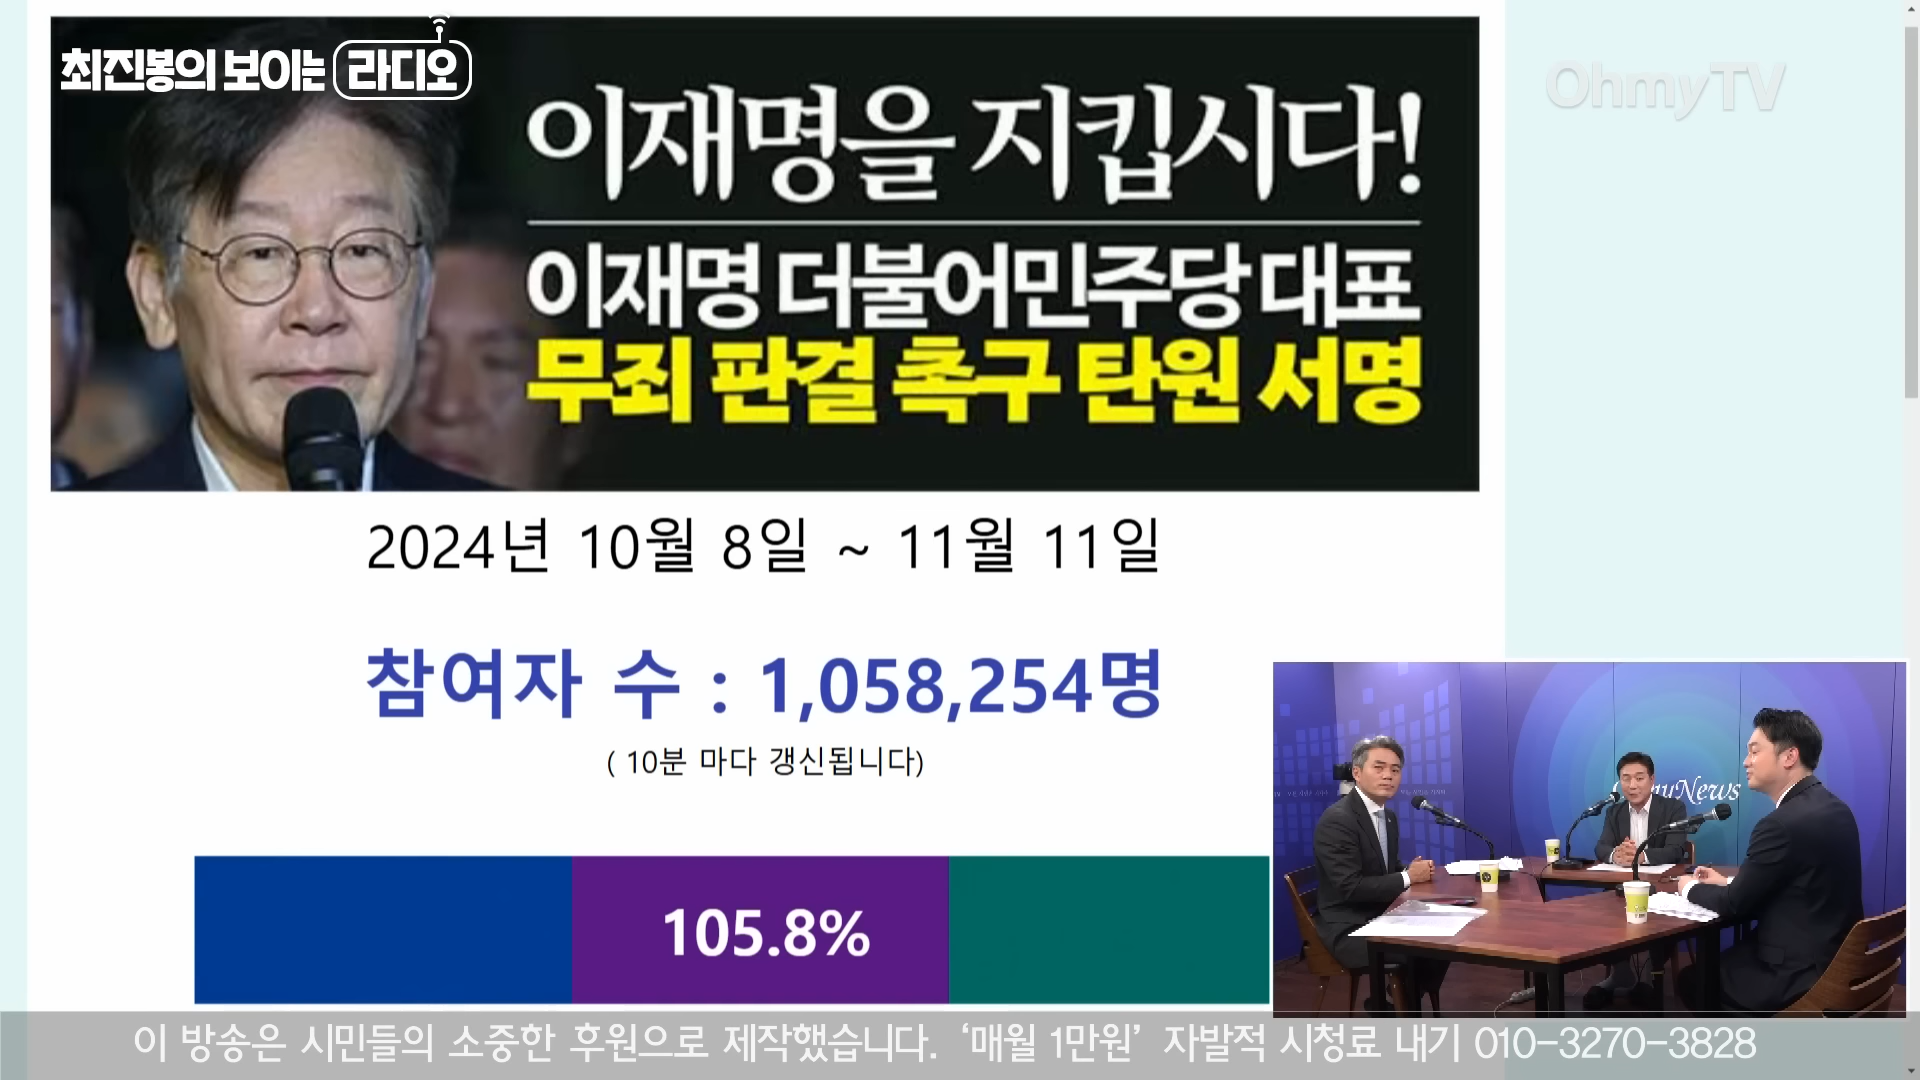 최진봉의 보이는 라디오
OhmyTV
이재명을 지킵시다!
이재명 더불어민주당 대표
무죄 판결 촉구 탄원 서명
2024년 10월 8일 ~ 11월 11일
참여자 수 : 1,058,254명
( 10분 마다 갱신됩니다)
105.8%
이 방송은 시민들의 소중한 후원으로 제작했습니다. ‘매월 1만원’ 자발적 시청료 내기 010-3270-3828